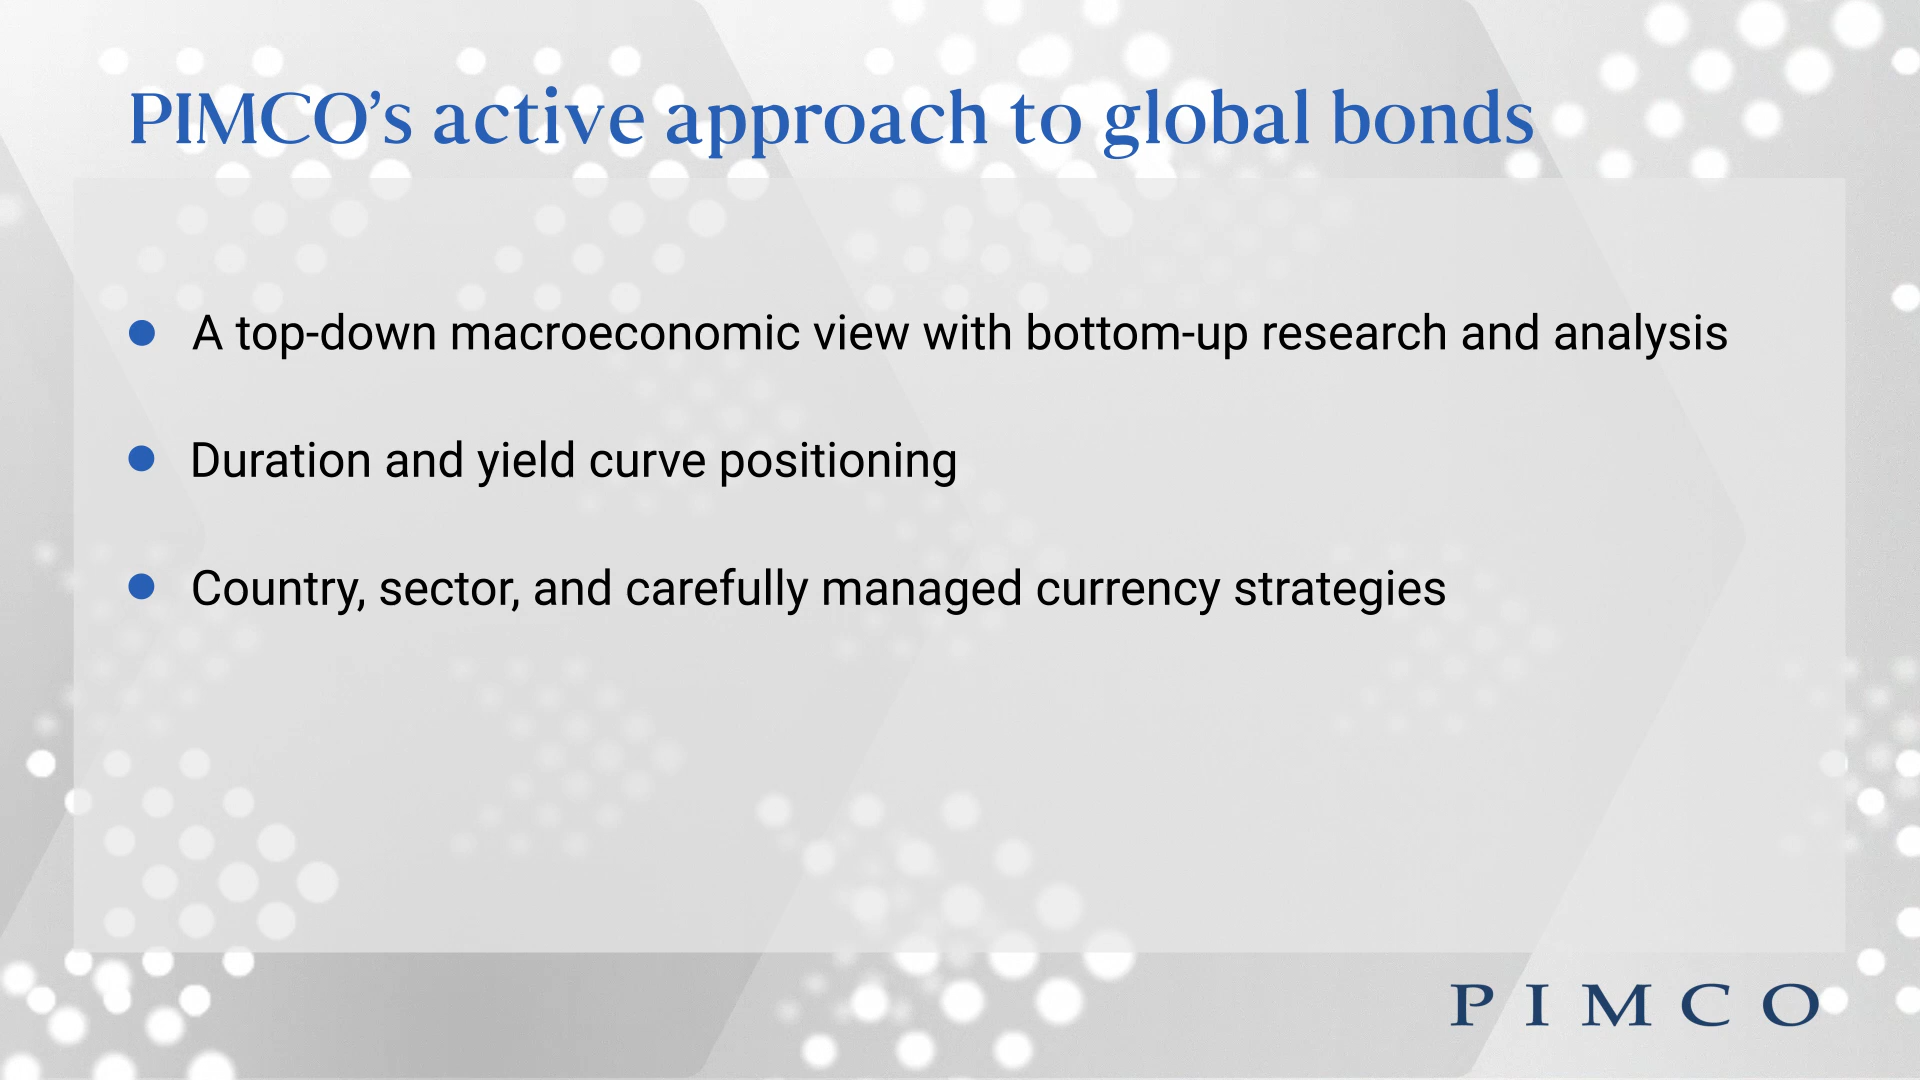 PIMCO’s active approach to global bonds
A top-down macroeconomic view with bottom-up research and analysis
Duration and yield curve positioning
Country, sector, and carefully managed currency strategies
PIMCO